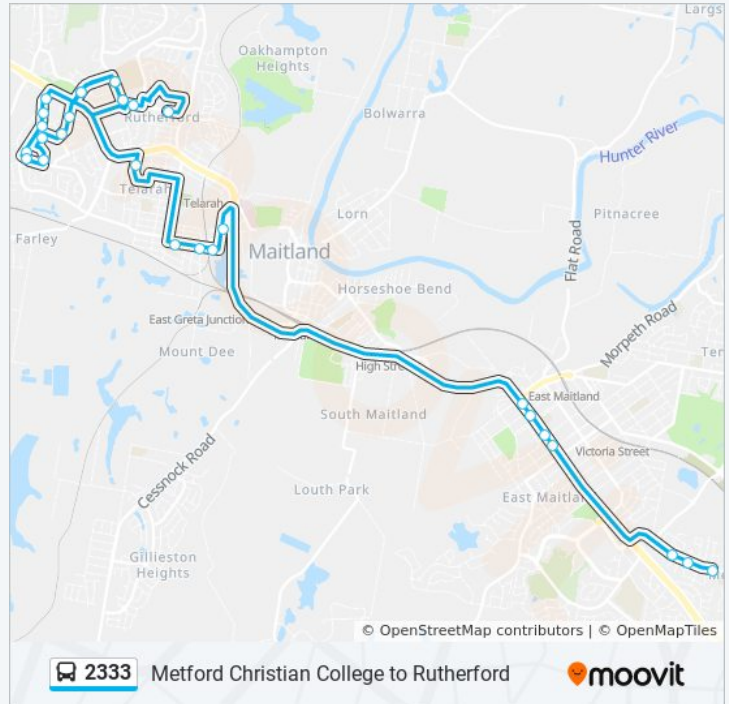 Largs
Oakhampton
Heights
Bolwarra
Rutherford
Hunter River
Telarah
Lorn
Pitnacree
Telarah
Farley
Maitland
Flat Road
Horseshoe Bend
East Greta Junction
Morpeth Road
Mount Dee
High Stre
East Maitland
South Maitland
Victoria Street
Cessnock Road
Louth Park
East Maitlan
Gillieston
Heights
© OpenStreetMap contributors | © OpenMapTiles
2333 Metford Christian College to Rutherford
moovit